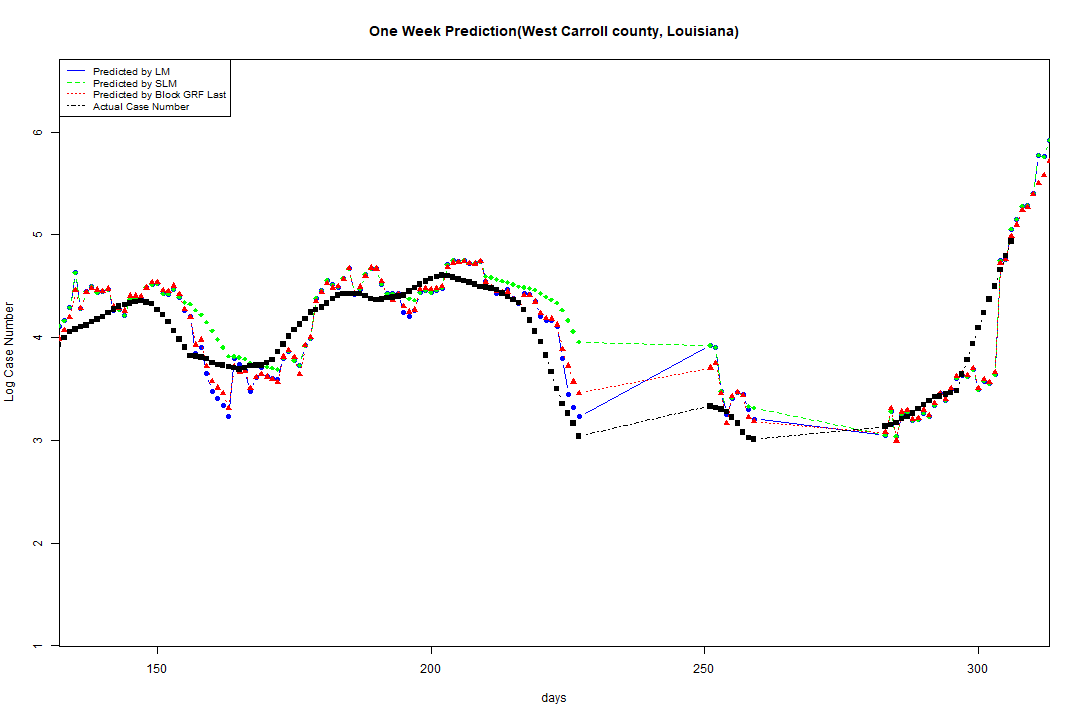 One Week Prediction(West Carroll county, Louisiana)
Predicted by LM
Predicted by SLM
Predicted by Block GRF Last
Actual Case Number
6
5
4
3
2
1
Log Case Number
150
200
250
300
days